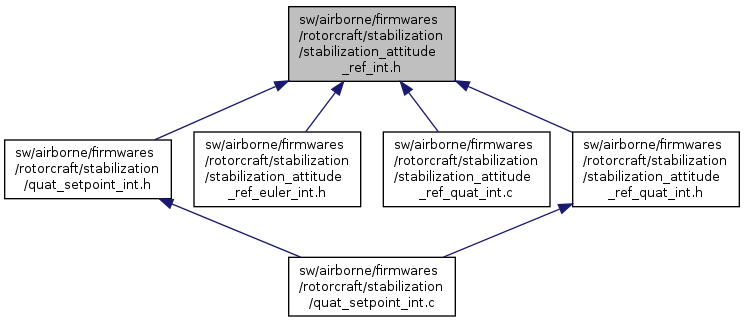 sw/airborne/firmwares
/rotorcraft/stabilization
/stabilization_attitude
_ref_int.h
sw/airborne/firmwares
/rotorcraft/stabilization
/quat_setpoint_int.h
sw/airborne/firmwares
/rotorcraft/stabilization
/stabilization_attitude
_ref_euler_int.h
sw/airborne/firmwares
/rotorcraft/stabilization
/stabilization_attitude
_ref_quat_int.c
sw/airborne/firmwares
/rotorcraft/stabilization
/stabilization_attitude
_ref_quat_int.h
sw/airborne/firmwares
/rotorcraft/stabilization
/quat_setpoint_int.c